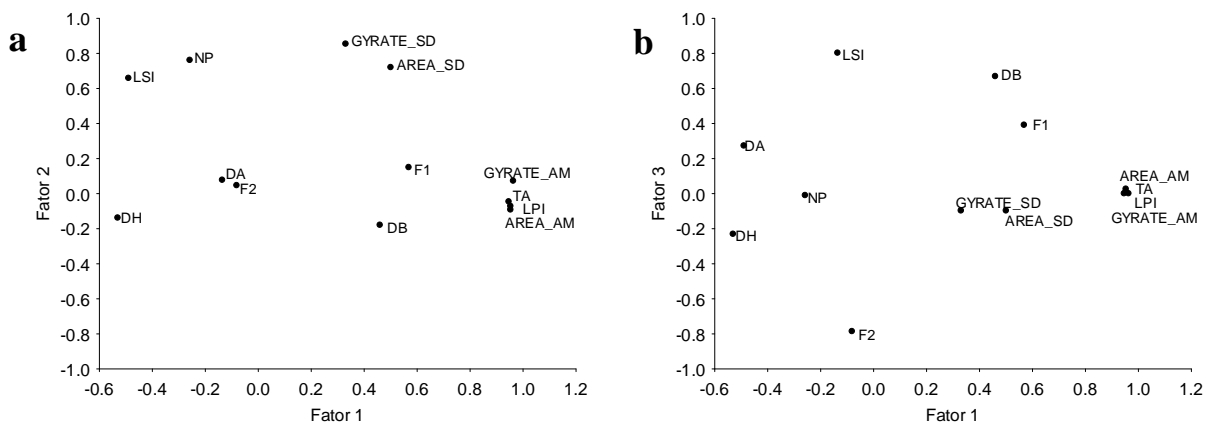 a
1.0
0.8
0.6
0.4
0.2
0.0
-0.2
-0.4
-0.6
-0.8
-1.0
Fator 2
GYRATE_SD
NP
AREA_SD
LSI
DA
F2
F1
GYRATE_AM
TA
LPI
AREA_AM
DH
DB
-0.6 -0.4 -0.2 0.0 0.2 0.4 0.6 0.8 1.0 1.2
Fator 1
b
1.0
0.8
0.6
0.4
0.2
0.0
-0.2
-0.4
-0.6
-0.8
-1.0
Fator 3
LSI
DB
F1
DA
AREA_AM
TA
NP
LPI
GYRATE_SD
AREA_SD
GYRATE_AM
DH
F2
-0.6 -0.4 -0.2 0.0 0.2 0.4 0.6 0.8 1.0 1.2
Fator 1